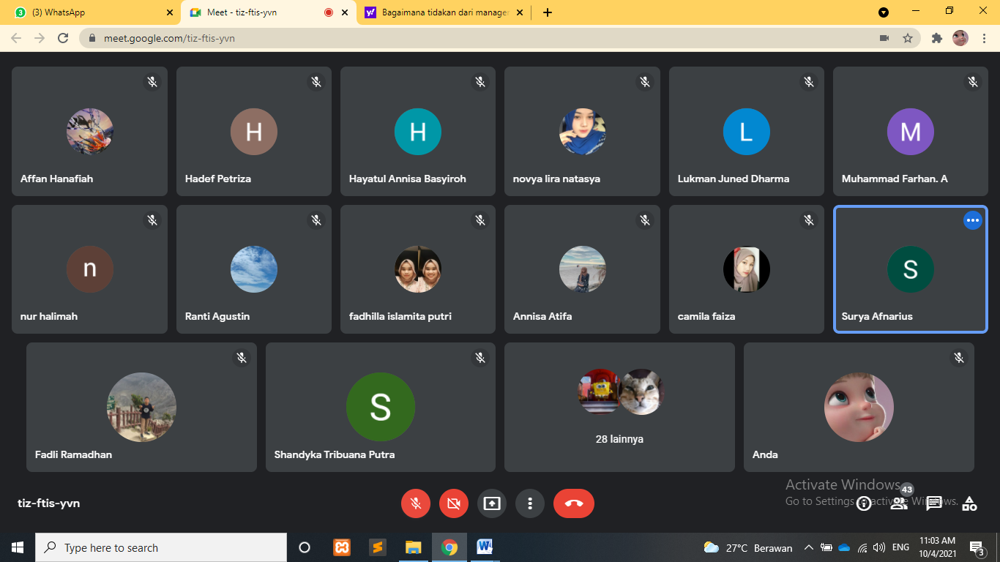 (3) WhatsApp
Meet - tiz-ftis-yvn
Bagaimana tidakan dari manager
meet.google.com/tiz-ftis-yvn
Affan Hanafiah
H
Hadef Petriza
H
Hayatul Annisa Basyiroh
novya lira natasya
L
Lukman Juned Dharma
M
Muhammad Farhan. A
n
nur halimah
Ranti Agustin
fadhilla islamita putri
Annisa Atifa
camila faiza
S
Surya Afnarius
Fadli Ramadhan
S
Shandyka Tribuana Putra
28 lainnya
Anda
Activate Windows
Go to Settings to activate Windows.
tiz-ftis-yvn
43
Type here to search
27°C Berawan
ENG
11:03 AM
10/4/2021
3